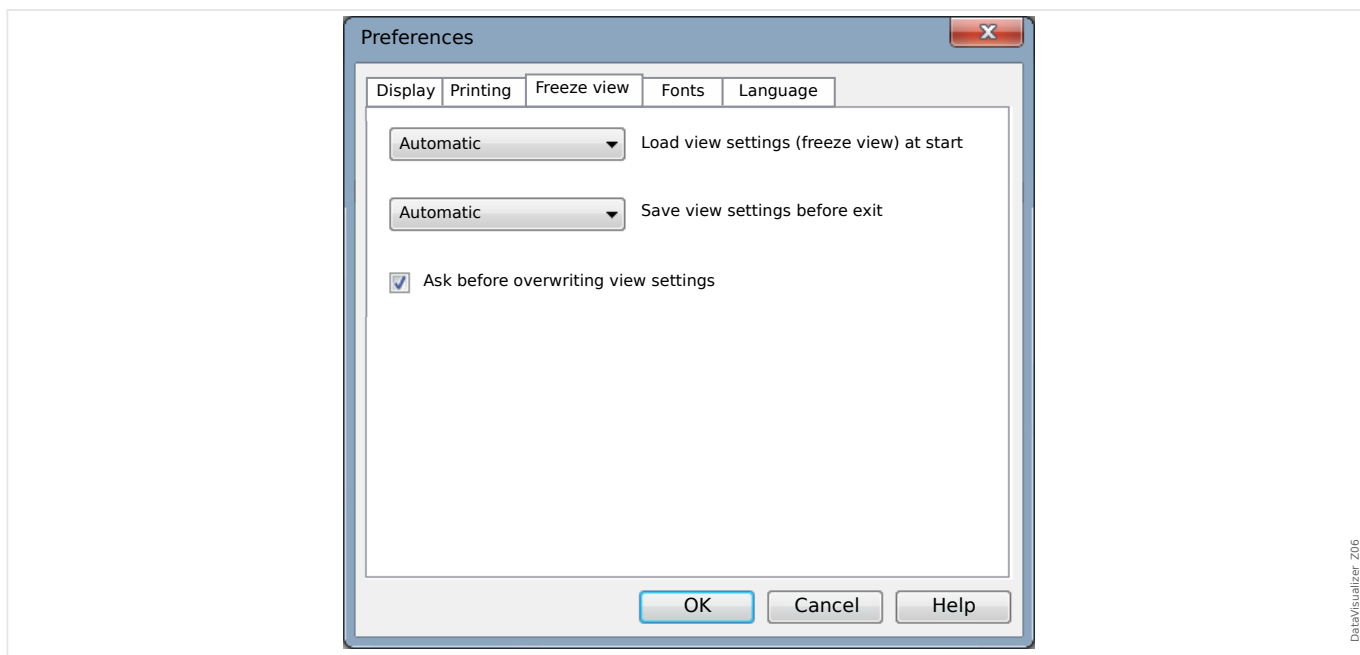 Preferences
Display Printing Freeze view Fonts Language
Automatic Load view settings (freeze view) at start
Automatic Save view settings before exit
Ask before overwriting view settings
OK Cancel Help
DataVisualizer Z06